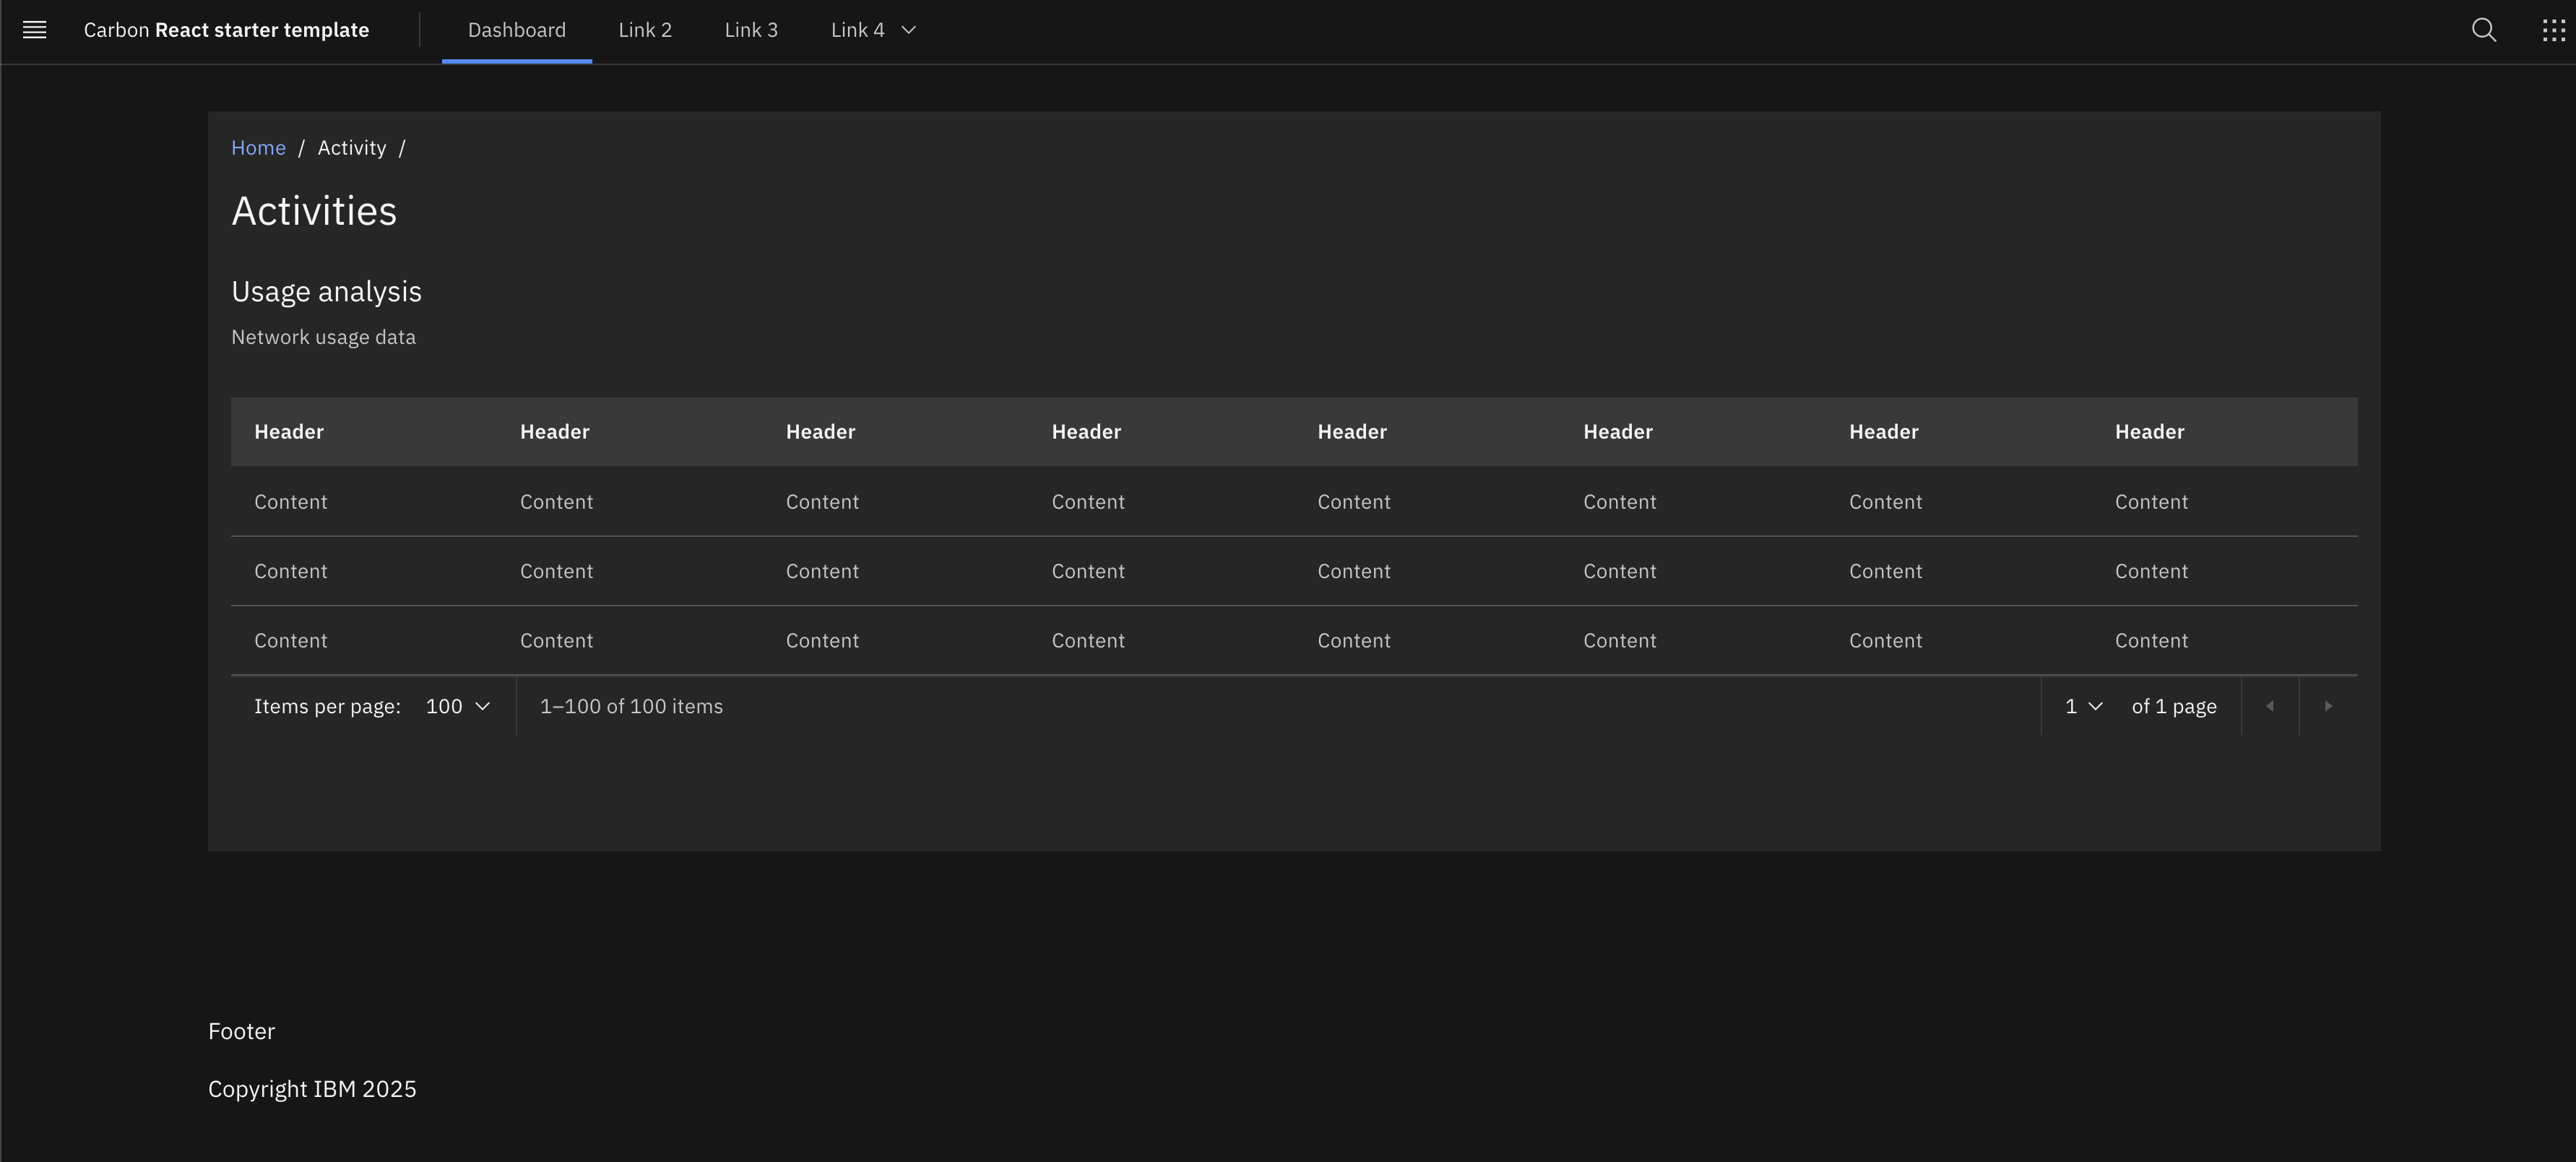 Carbon React starter template Dashboard Link 2 Link 3 Link 4
Home / Activity /
Activities
Usage analysis
Network usage data
Header Header Header Header Header Header Header Header
Content Content Content Content Content Content Content Content
Content Content Content Content Content Content Content Content
Content Content Content Content Content Content Content Content
Items per page: 100 1–100 of 100 items 1 of 1 page
Footer
Copyright IBM 2025